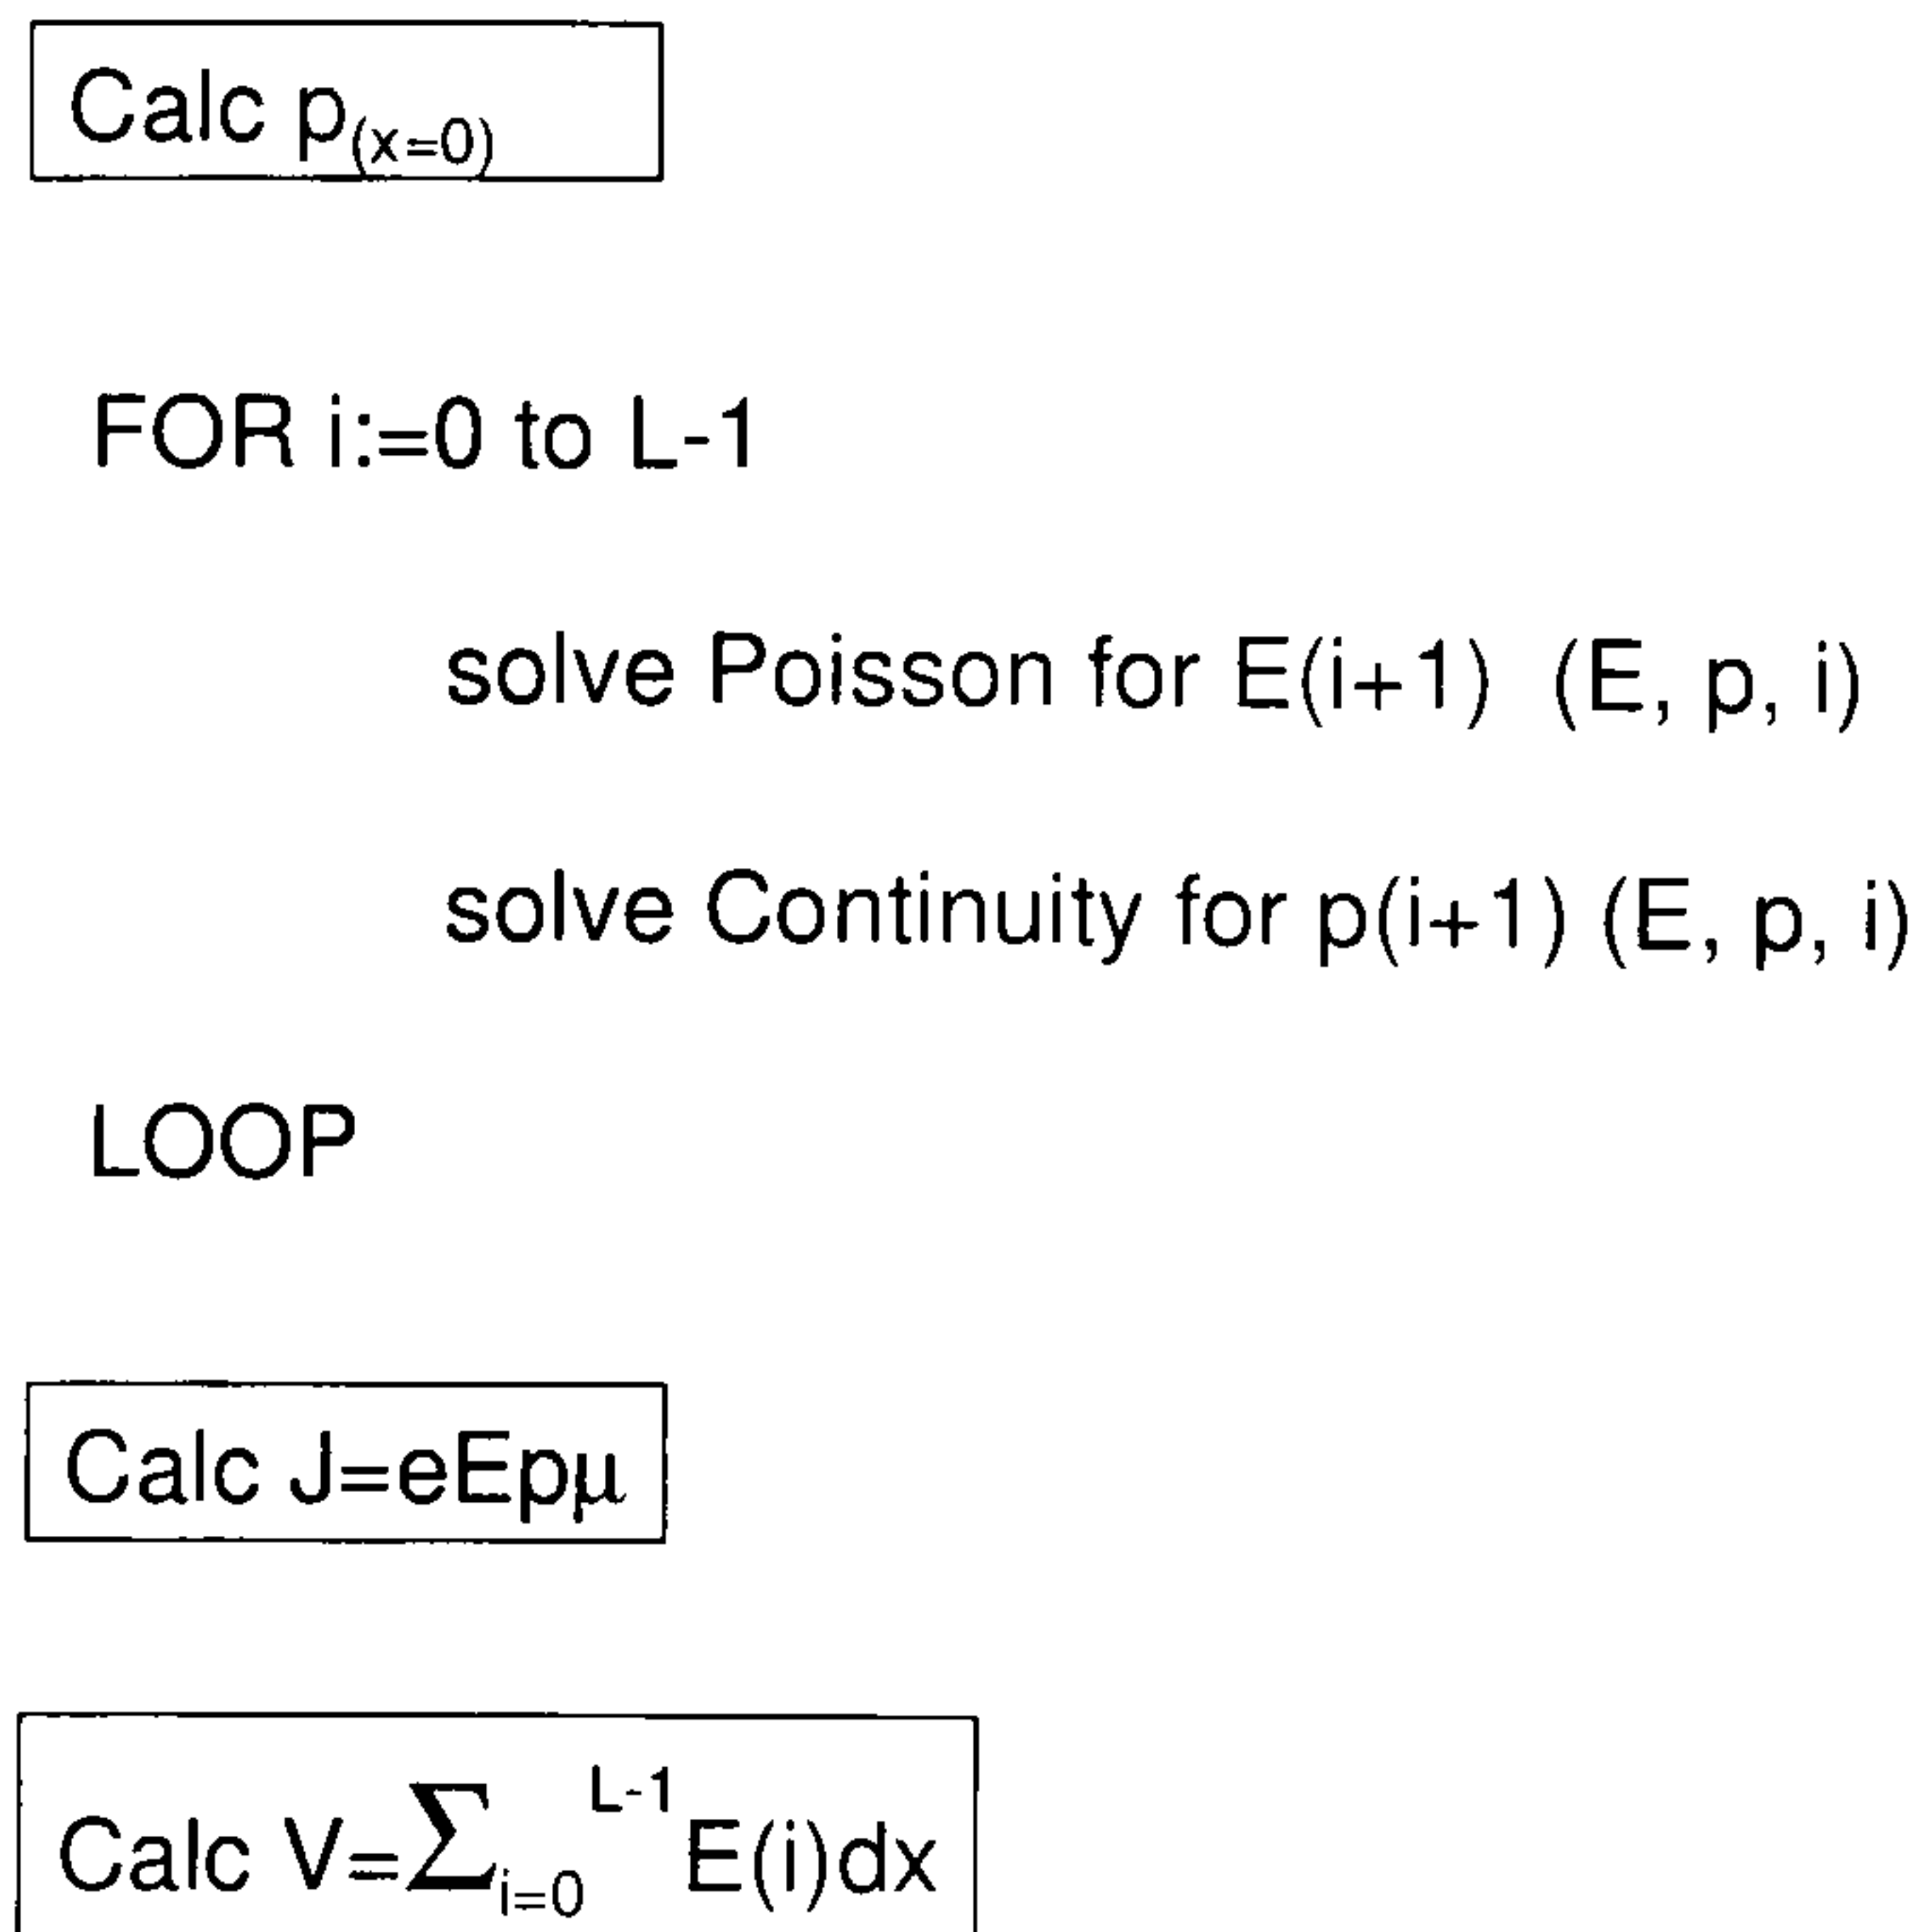 Calc p(x=0)
FOR i:=0 to L-1
solve Poisson for E(i+1) (E, p, i)
solve Continuity for p(i+1) (E, p, i)
LOOP
Calc J=eEpμ
Calc V=∑i=0 L-1 E(i)dx